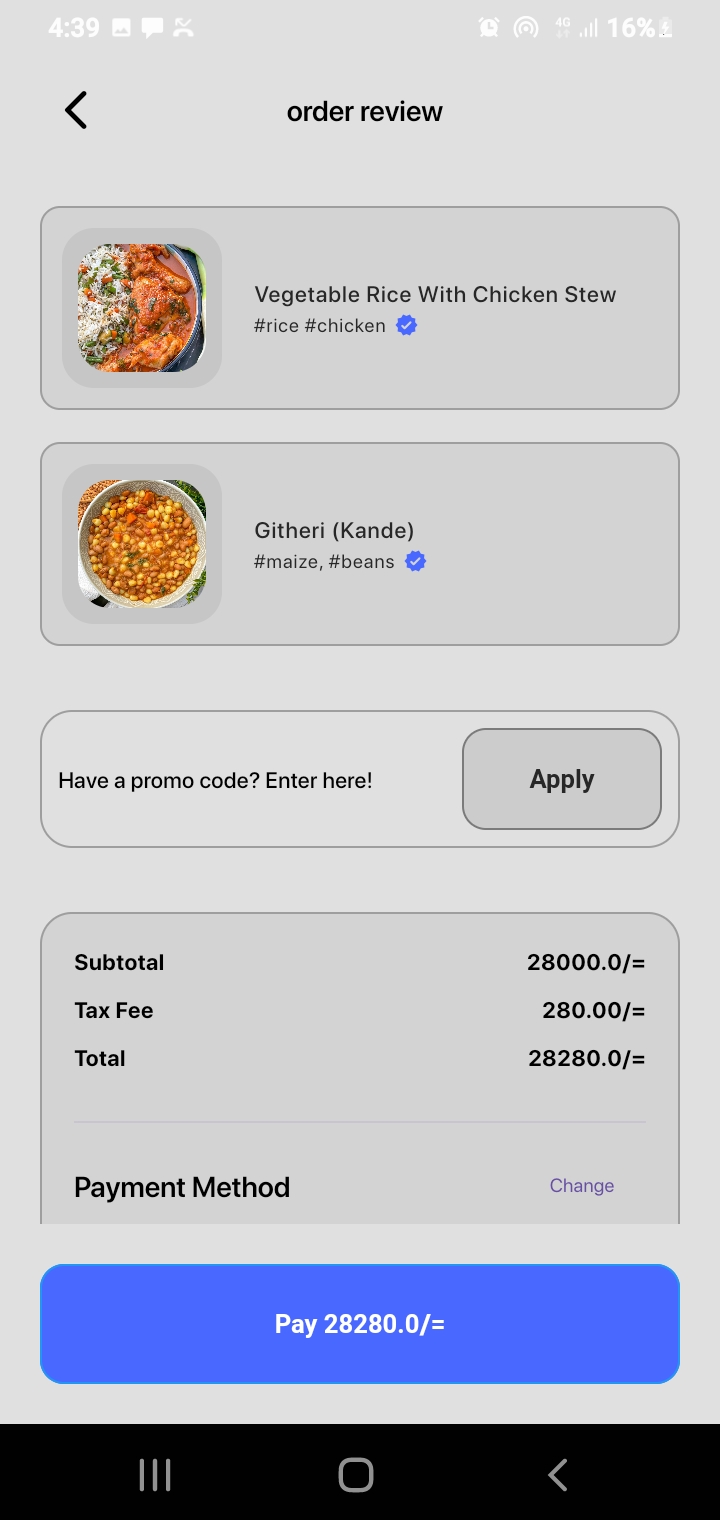 4:39
4G 16%
order review
Vegetable Rice With Chicken Stew
#rice #chicken
Githeri (Kande)
#maize, #beans
Have a promo code? Enter here!
Apply
Subtotal 28000.0/=
Tax Fee 280.00/=
Total 28280.0/=
Payment Method Change
Pay 28280.0/=